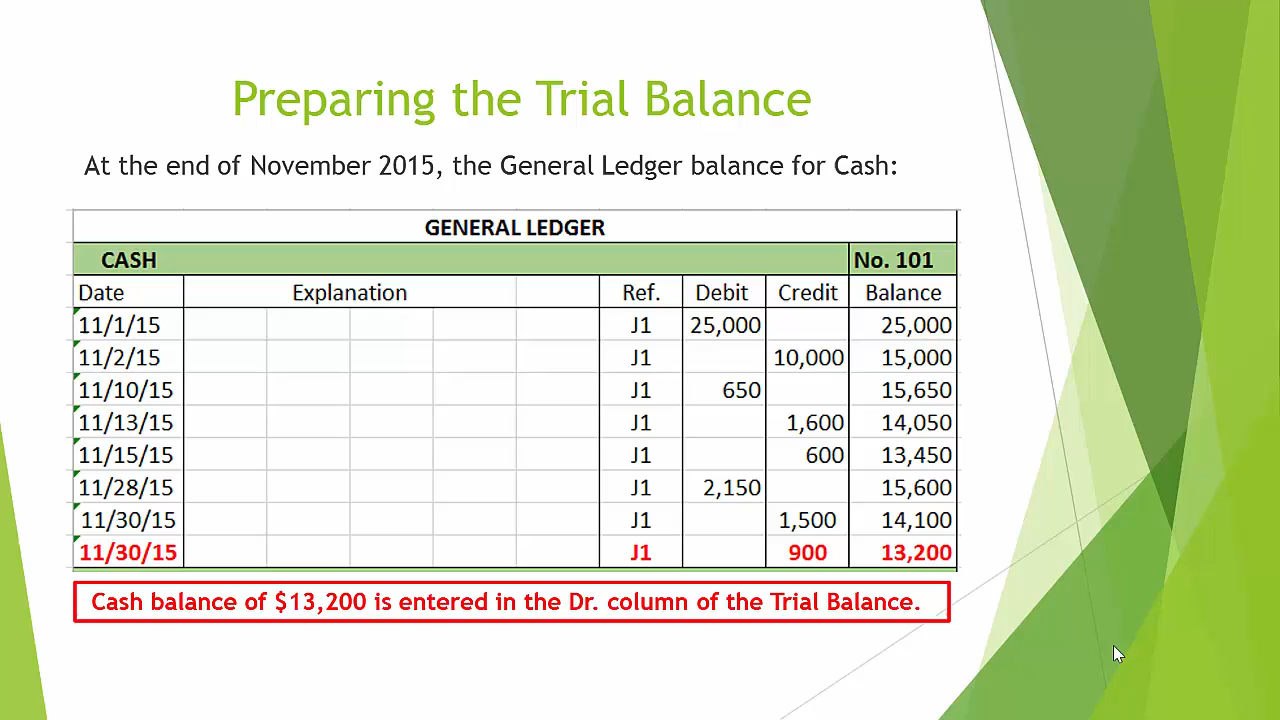 Preparing the Trial Balance
At the end of November 2015, the General Ledger balance for Cash:
GENERAL LEDGER
CASH No. 101
Date Explanation Ref. Debit Credit Balance
11/1/15 J1 25,000 25,000
11/2/15 J1 10,000 15,000
11/10/15 J1 650 15,650
11/13/15 J1 1,600 14,050
11/15/15 J1 600 13,450
11/28/15 J1 2,150 15,600
11/30/15 J1 1,500 14,100
11/30/15 J1 900 13,200
Cash balance of $13,200 is entered in the Dr. column of the Trial Balance.